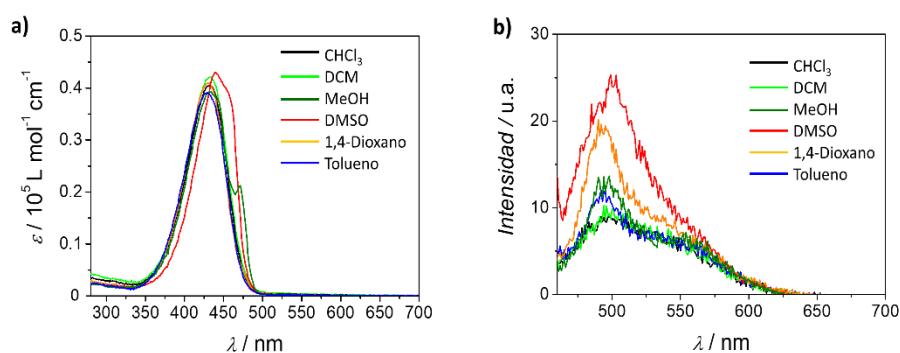 a)
0.5
0.4
0.3
0.2
0.1
0
ε / 10⁵ L mol⁻¹ cm⁻¹
CHCl₃
DCM
MeOH
DMSO
1,4-Dioxano
Tolueno
300 350 400 450 500 550 600 650 700
λ / nm
b)
30
20
10
0
Intensidad / u.a.
CHCl₃
DCM
MeOH
DMSO
1,4-Dioxano
Tolueno
500 550 600 650 700
λ / nm